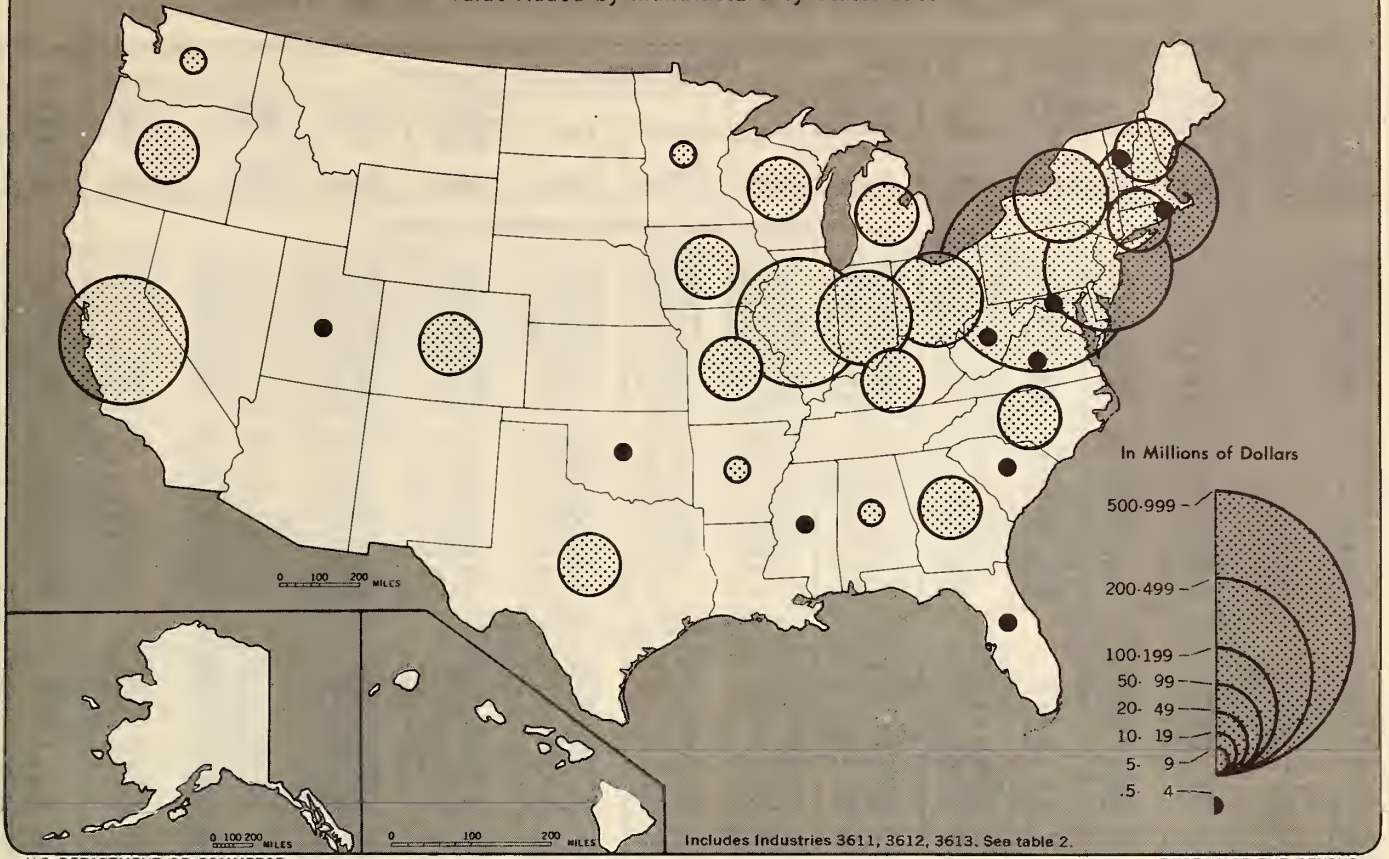 In Millions of Dollars
500-999
200-499
100-199
50- 99
20- 49
10- 19
5- 9
.5- 4
0 100 200 MILES
0 100 200 MILES
0 100 200 MILES
Includes Industries 3611, 3612, 3613. See table 2.